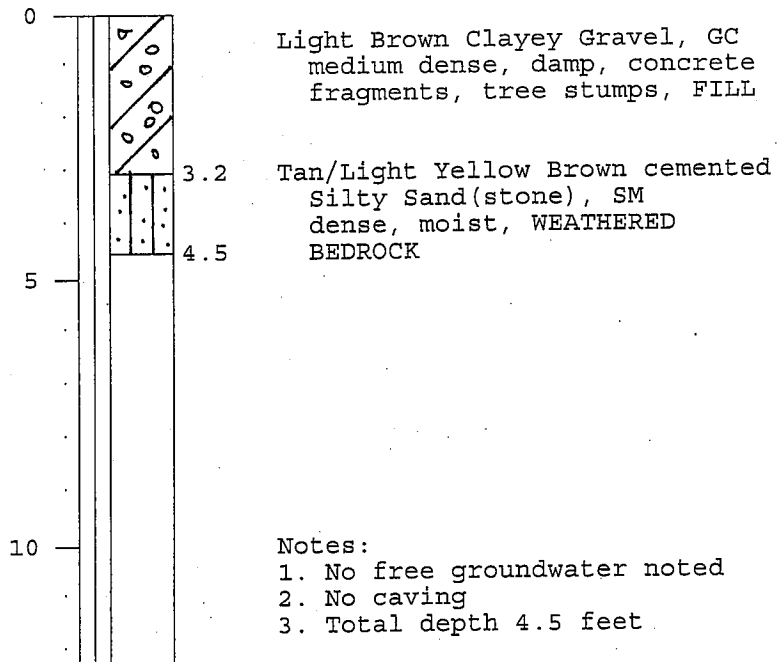 0
Light Brown Clayey Gravel, GC
medium dense, damp, concrete
fragments, tree stumps, FILL
3.2
Tan/Light Yellow Brown cemented
Silty Sand(stone), SM
dense, moist, WEATHERED
BEDROCK
4.5
5
10
Notes:
1. No free groundwater noted
2. No caving
3. Total depth 4.5 feet